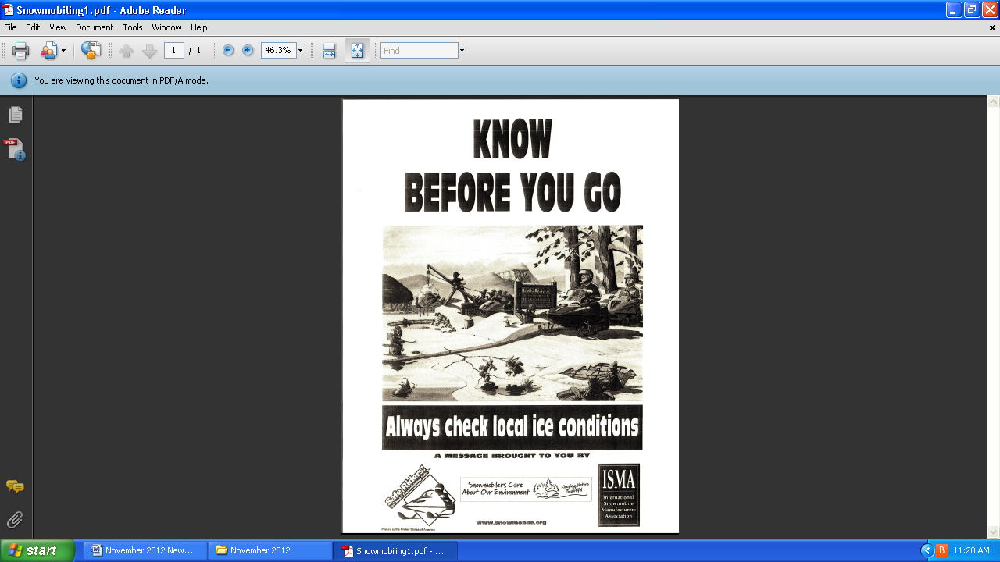 Snowmobiling1.pdf - Adobe Reader
File Edit View Document Tools Window Help
1 / 1 46.3% Find
You are viewing this document in PDF/A mode.
KNOW
BEFORE YOU GO
Always check local ice conditions
A MESSAGE BROUGHT TO YOU BY
Safe Riders!
Snowmobilers Care
About Our Environment
Keeping Nature
Beautiful
ISMA
International
Snowmobile
Manufacturers
Association
www.snowmobile.org
Printed in the United States of America
start November 2012 New... November 2012 Snowmobiling1.pdf - ... B 11:20 AM